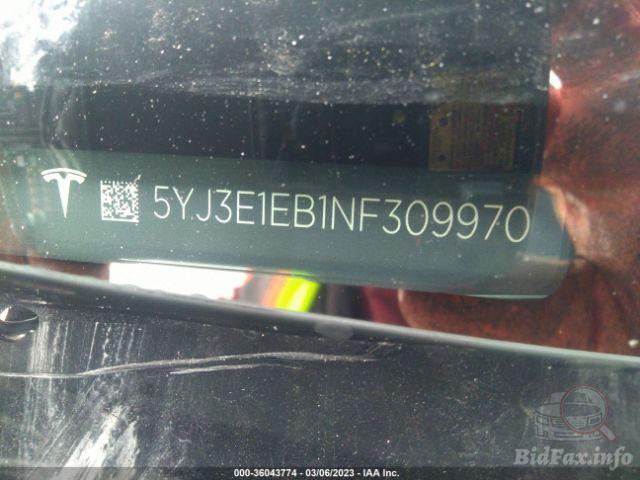 5YJ3E1EB1NF309970
000-36043774 - 03/06/2023 - IAA Inc.
BidFax.info